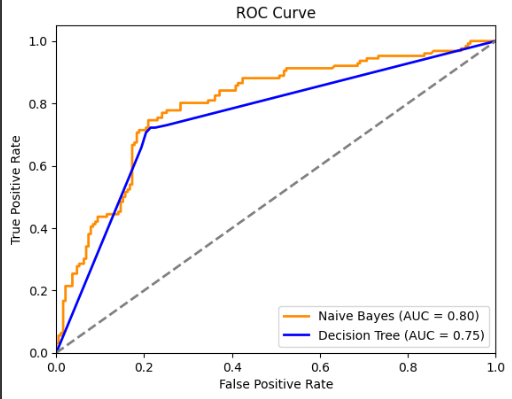 ROC Curve
1.0
0.8
0.6
0.4
0.2
0.0
True Positive Rate
Naive Bayes (AUC = 0.80)
Decision Tree (AUC = 0.75)
0.0 0.2 0.4 0.6 0.8 1.0
False Positive Rate